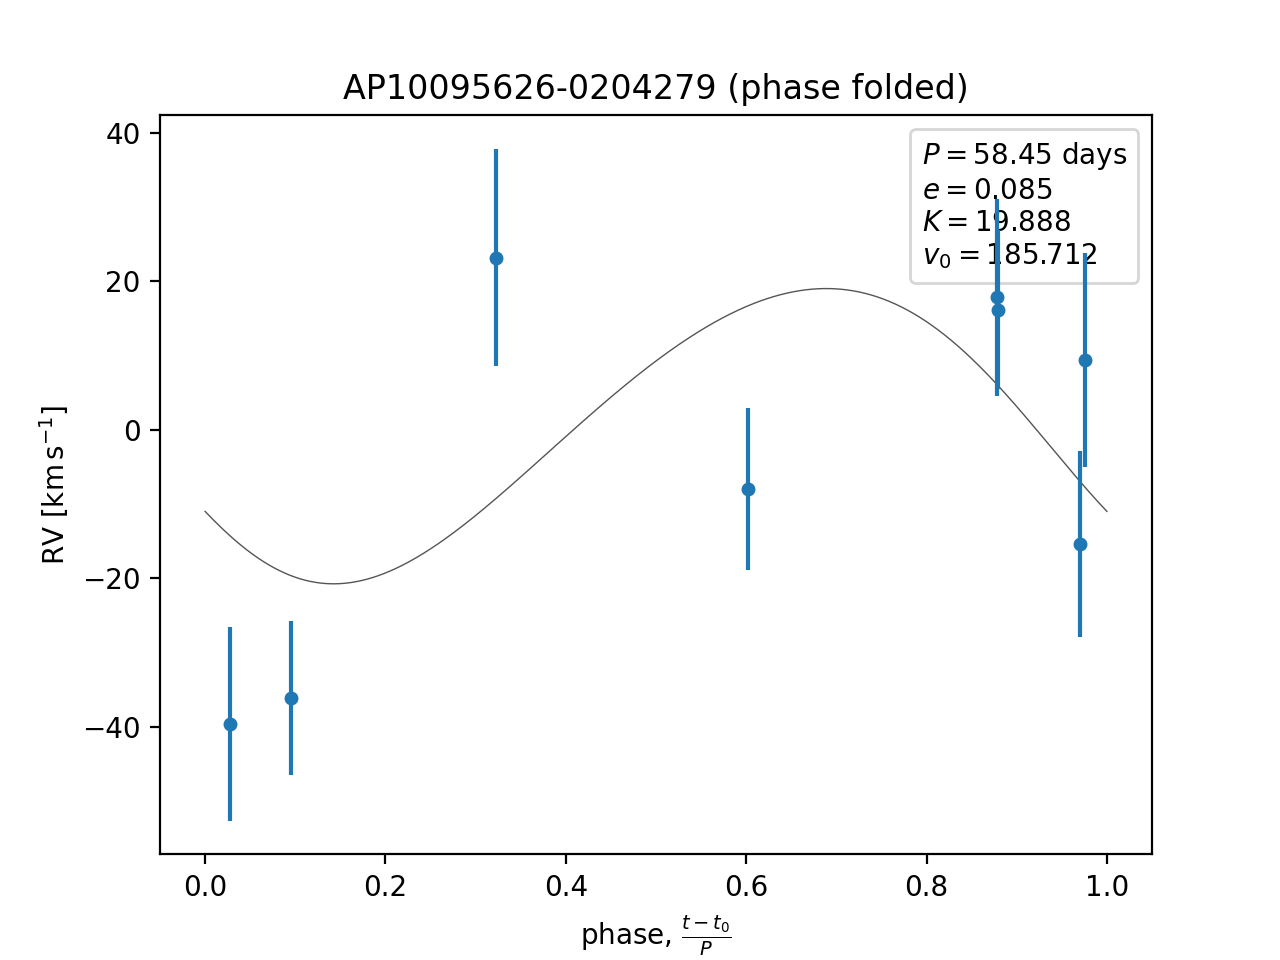 AP10095626-0204279 (phase folded)
P = 58.45 days
e = 0.085
K = 19.888
v₀ = 185.712
RV [km s⁻¹]
40
20
0
−20
−40
0.0 0.2 0.4 0.6 0.8 1.0
phase, (t − t₀)/P